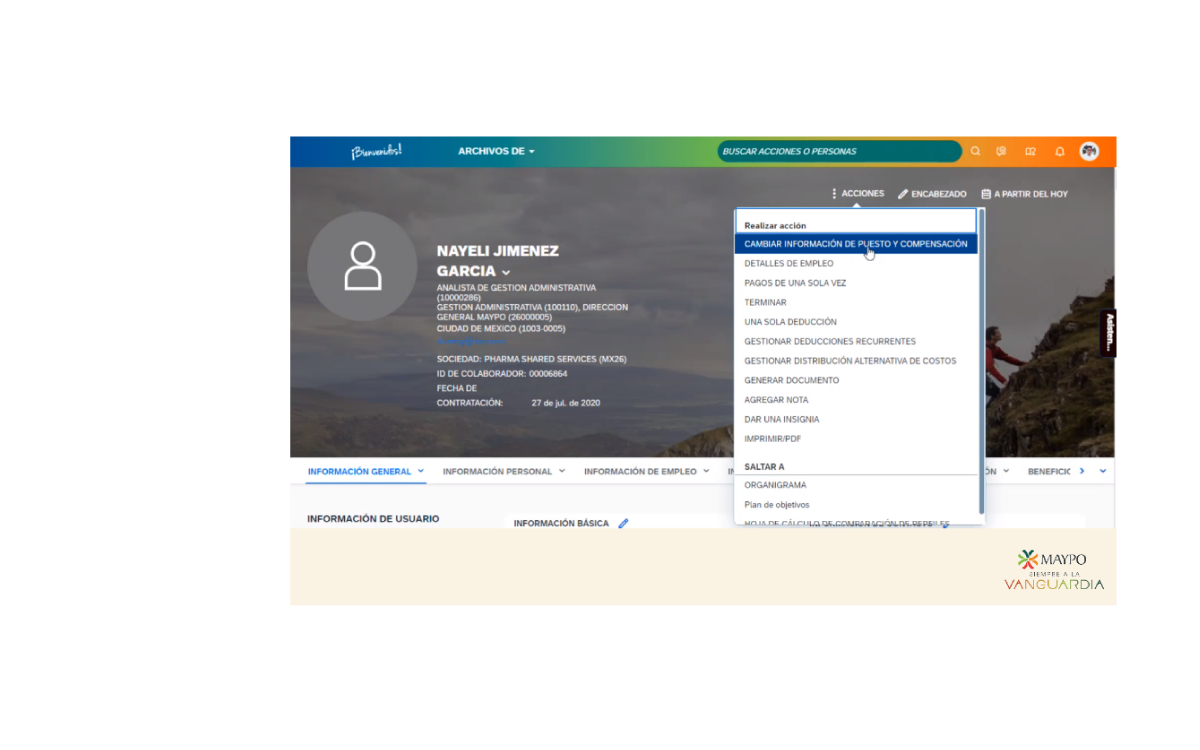 ¡Bienvenidos!
ARCHIVOS DE
BUSCAR ACCIONES O PERSONAS
ACCIONES
ENCABEZADO
A PARTIR DEL HOY
NAYELI JIMENEZ
GARCIA
ANALISTA DE GESTION ADMINISTRATIVA
(10000286)
GESTION ADMINISTRATIVA (100110), DIRECCION
GENERAL MAYPO (26000005)
CIUDAD DE MEXICO (1003-0005)
SOCIEDAD: PHARMA SHARED SERVICES (MX26)
ID DE COLABORADOR: 00006864
FECHA DE
CONTRATACIÓN: 27 de jul. de 2020
Realizar acción
CAMBIAR INFORMACIÓN DE PUESTO Y COMPENSACIÓN
DETALLES DE EMPLEO
PAGOS DE UNA SOLA VEZ
TERMINAR
UNA SOLA DEDUCCIÓN
GESTIONAR DEDUCCIONES RECURRENTES
GESTIONAR DISTRIBUCIÓN ALTERNATIVA DE COSTOS
GENERAR DOCUMENTO
AGREGAR NOTA
DAR UNA INSIGNIA
IMPRIMIR/PDF
SALTAR A
ORGANIGRAMA
Plan de objetivos
HOJA DE CÁLCULO DE COMPARACIÓN DE PERFILES
Asisten...
INFORMACIÓN GENERAL
INFORMACIÓN PERSONAL
INFORMACIÓN DE EMPLEO
ÓN
BENEFICIC
INFORMACIÓN DE USUARIO
INFORMACIÓN BÁSICA
MAYPO
SIEMPRE A LA
VANGUARDIA